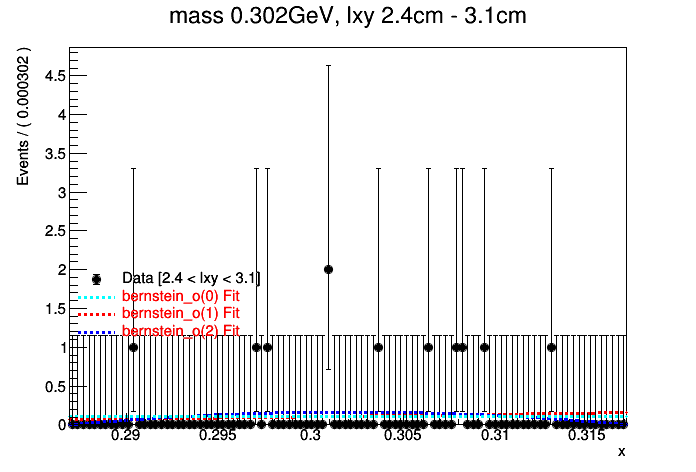 mass 0.302GeV, lxy 2.4cm - 3.1cm
Events / ( 0.000302 )
4.5
4
3.5
3
2.5
2
1.5
1
0.5
0
Data [2.4 < lxy < 3.1]
bernstein_o(0) Fit
bernstein_o(1) Fit
bernstein_o(2) Fit
0.29 0.295 0.3 0.305 0.31 0.315
x